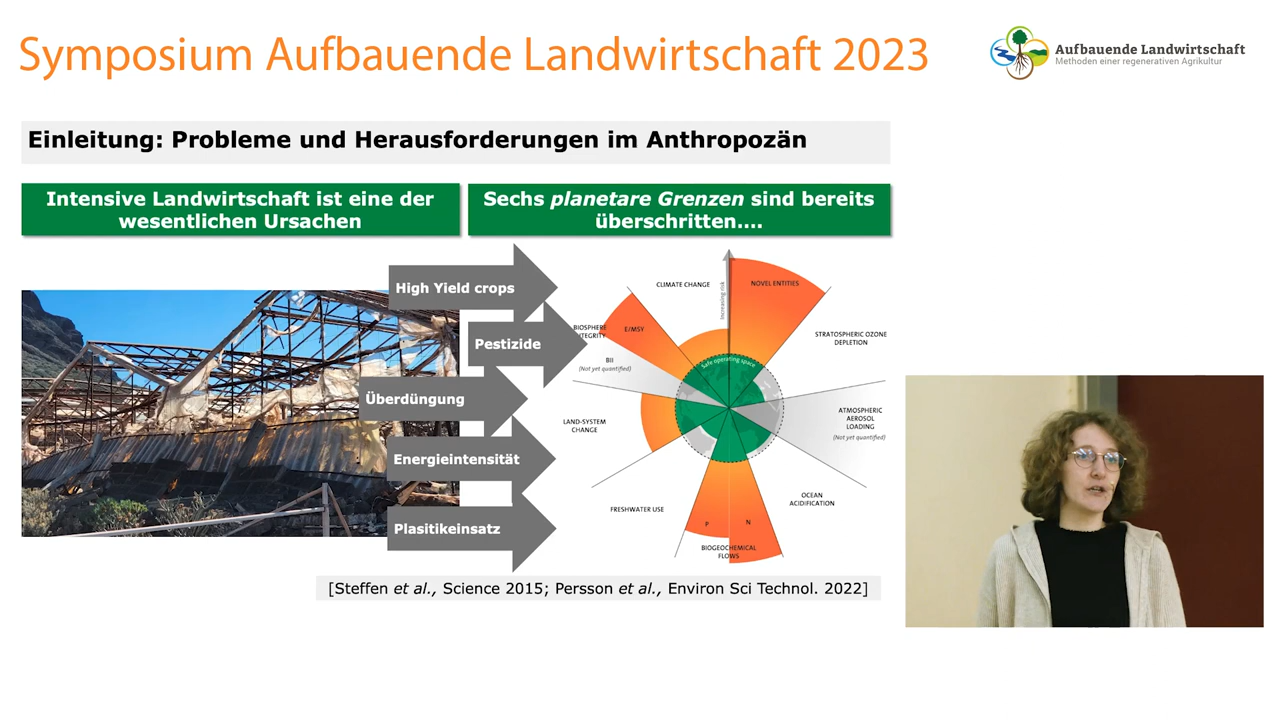 Symposium Aufbauende Landwirtschaft 2023
Aufbauende Landwirtschaft
Methoden einer regenerativen Agrikultur
Einleitung: Probleme und Herausforderungen im Anthropozän
Intensive Landwirtschaft ist eine der
wesentlichen Ursachen
Sechs planetare Grenzen sind bereits
überschritten....
High Yield crops
Pestizide
Überdüngung
Energieintensität
Plasitikeinsatz
CLIMATE CHANGE
Increasing risk
NOVEL ENTITIES
BIOSPHERE
NTEGRITY
E/MSY
BII
(Not yet quantified)
STRATOSPHERIC OZONE
DEPLETION
Safe operating space
LAND-SYSTEM
CHANGE
ATMOSPHERIC
AEROSOL
LOADING
(Not yet quantified)
FRESHWATER USE
OCEAN
ACIDIFICATION
P
N
BIOGEOCHEMICAL
FLOWS
[Steffen et al., Science 2015; Persson et al., Environ Sci Technol. 2022]